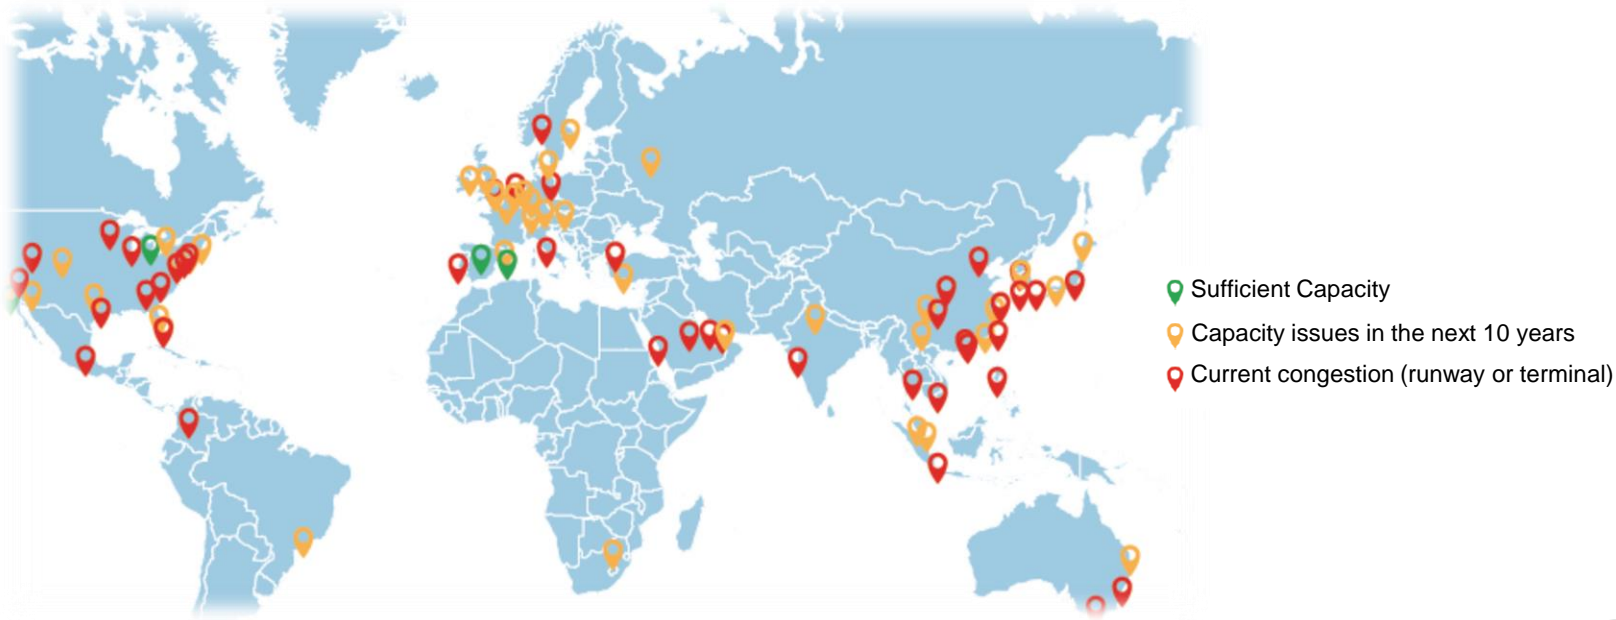 Sufficient Capacity
Capacity issues in the next 10 years
Current congestion (runway or terminal)